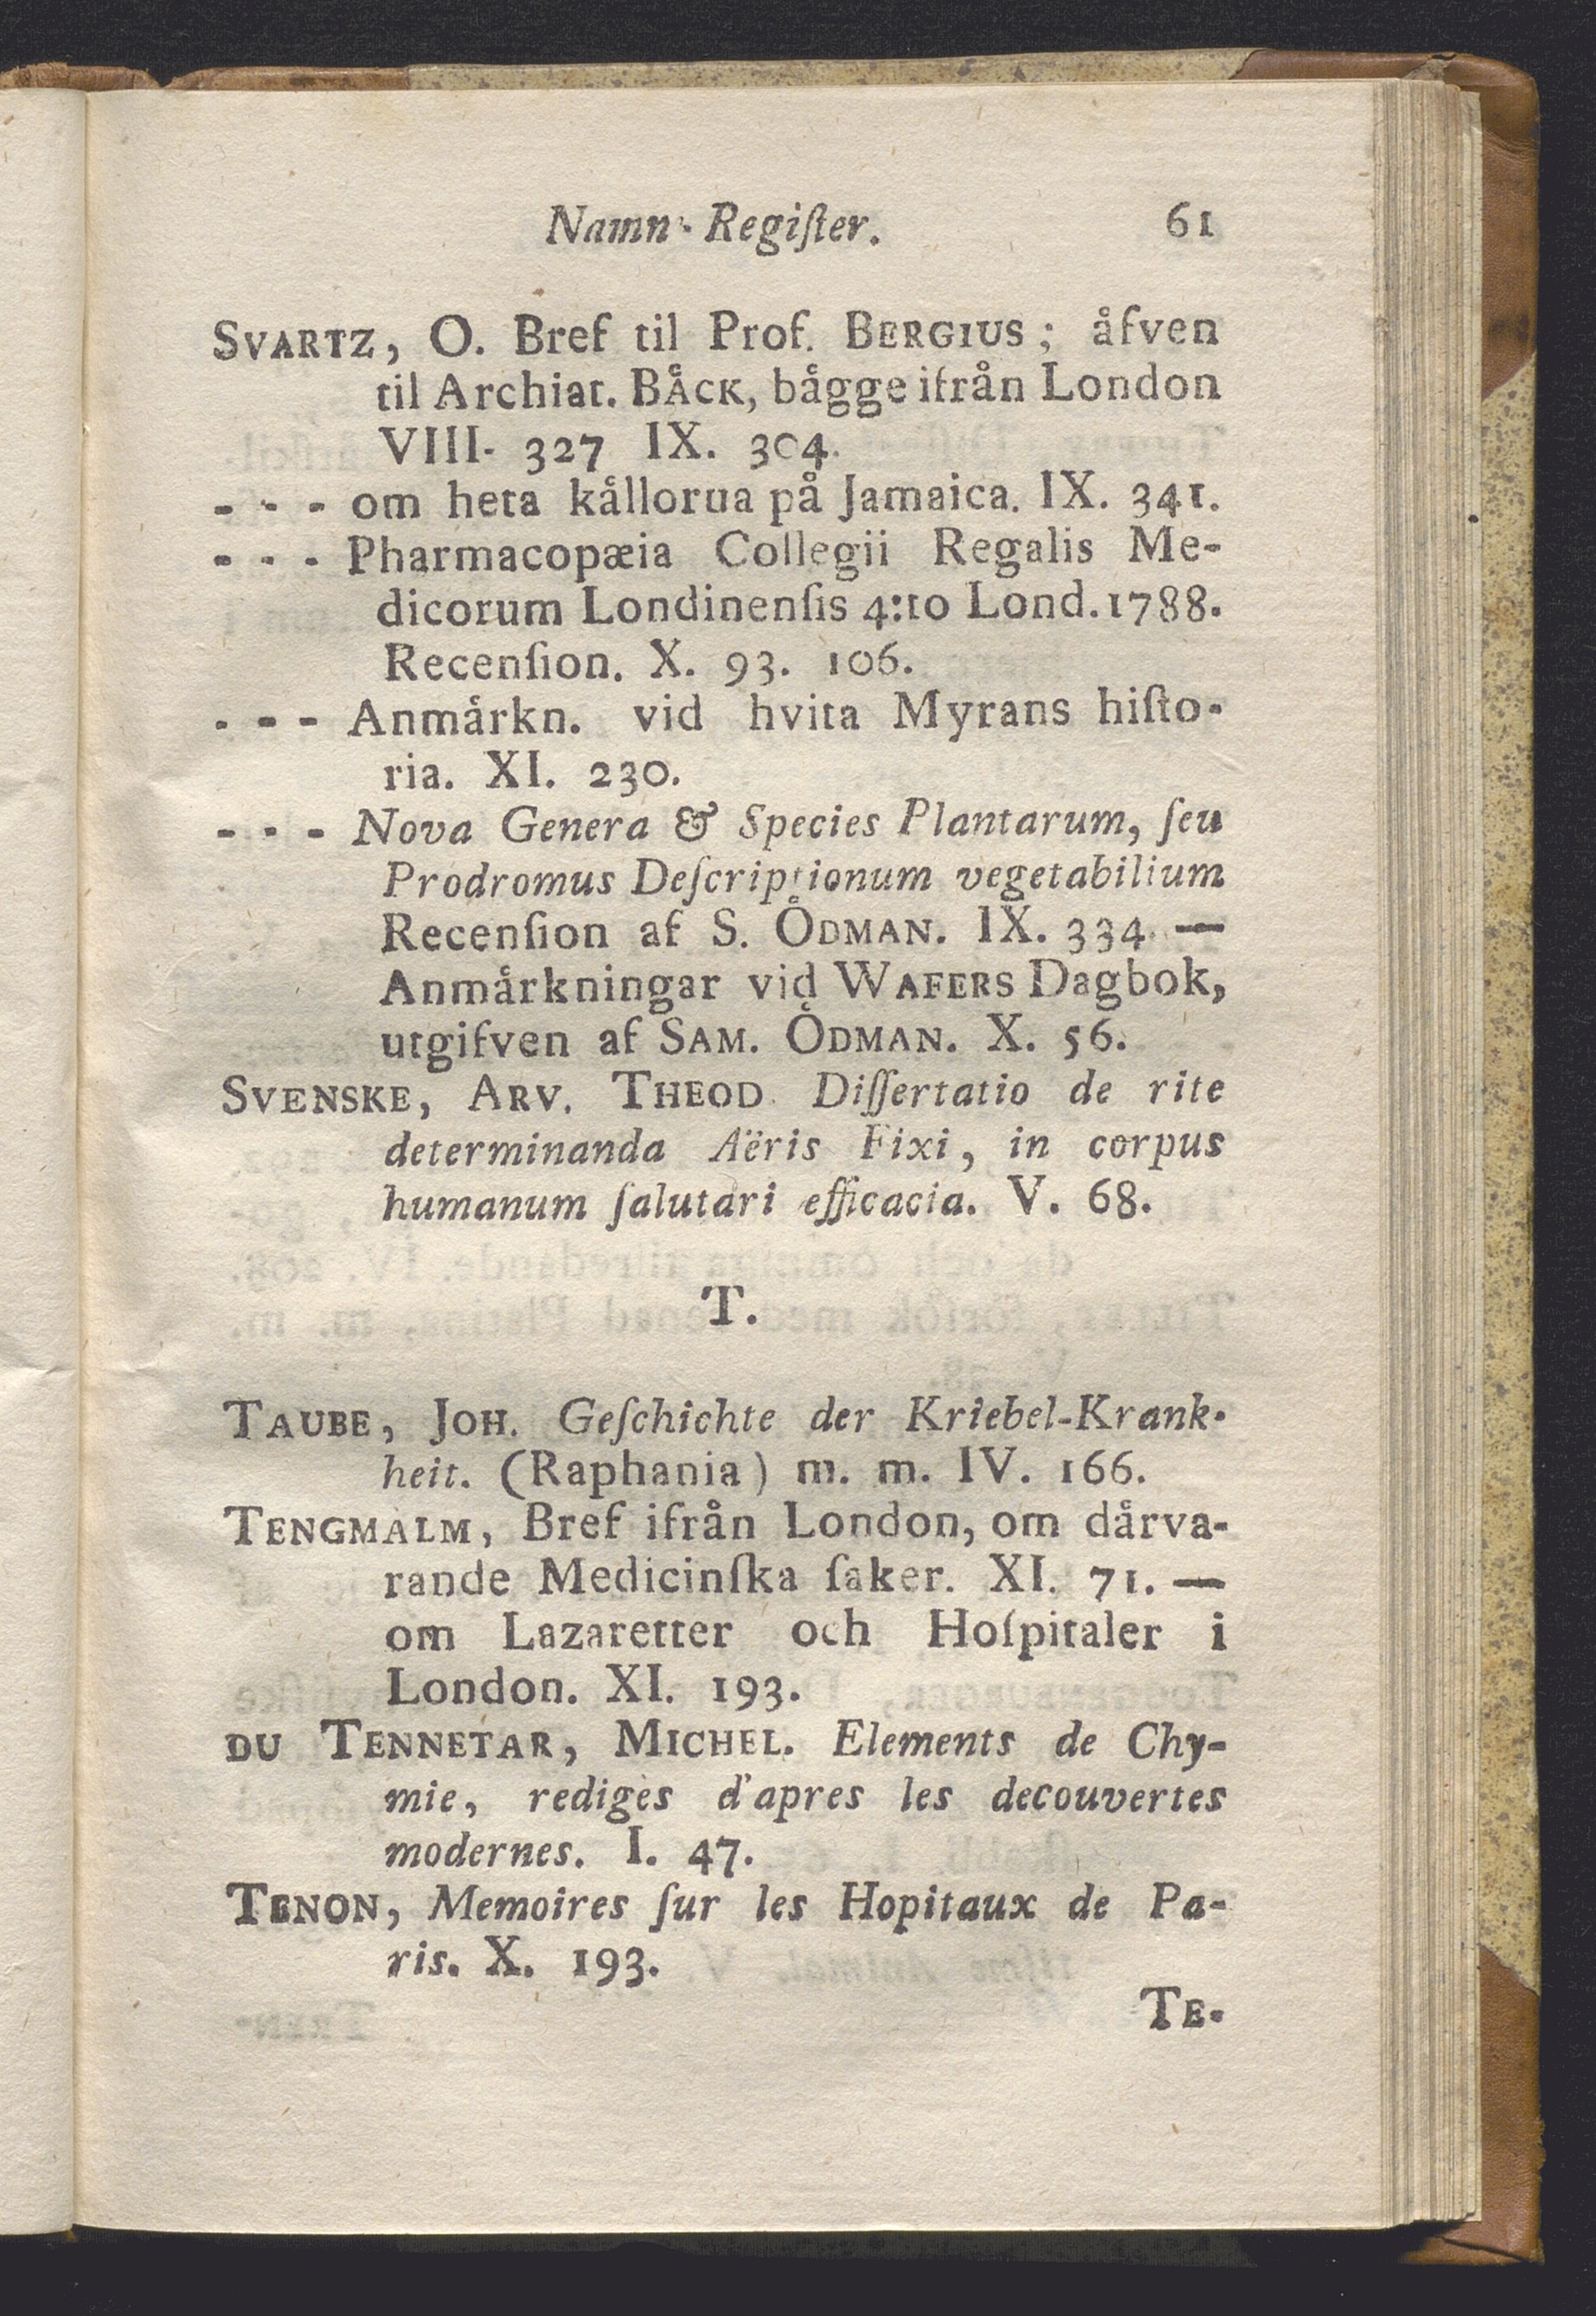 Namn-Regiſter. 61
SVARTZ, O. Bref til Prof. BERGIUS; åfven
til Archiat. BÅCK, bågge ifrån London
VIII. 327 IX. 304.
- - - om heta kållorua på Jamaica. IX. 341.
- - - Pharmacopæia Collegii Regalis Me-
dicorum Londinenſis 4:to Lond. 1788.
Recenſion. X. 93. 106.
- - - Anmårkn. vid hvita Myrans hiſto-
ria. XI. 230.
- - - Nova Genera & Species Plantarum, ſeu
Prodromus Deſcriptionum vegetabilium
Recenſion af S. ÖDMAN. IX. 334. —
Anmårkningar vid WAFERS Dagbok,
utgifven af SAM. ÖDMAN. X. 56.
SVENSKE, ARV. THEOD. Diſſertatio de rite
determinanda Aëris Fixi, in corpus
humanum ſalutari efficacia. V. 68.
T.
TAUBE, JOH. Geſchichte der Kriebel-Krank-
heit. (Raphania) m. m. IV. 166.
TENGMALM, Bref ifrån London, om dårva-
rande Medicinſka ſaker. XI. 71. —
om Lazaretter och Hoſpitaler i
London. XI. 193.
DU TENNETAR, MICHEL. Elements de Chy-
mie, redigès d'apres les decouvertes
modernes. I. 47.
TENON, Memoires ſur les Hopitaux de Pa-
ris. X. 193.
TE-